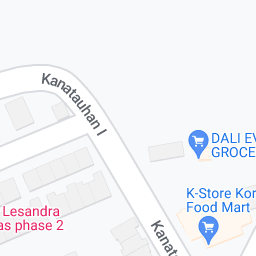 Kanatauhan I
DALI EV
GROCE
K-Store Kor
Food Mart
Lesandra
as phase 2
Kanat